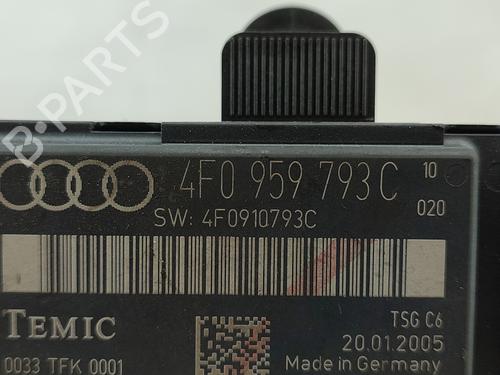 B-PARTS
4F0 959 793 C 10
SW: 4F0910793C 020
TEMIC TSG C6
20.01.2005
0033 TFK 0001 Made in Germany